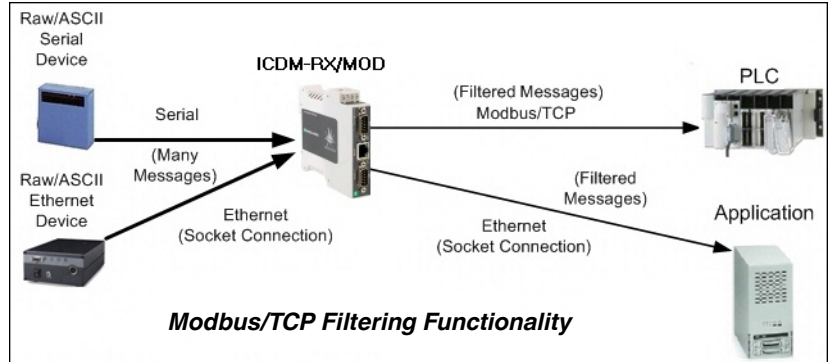 Raw/ASCII
Serial
Device
ICDM-RX/MOD
Serial
(Many
Messages)
Raw/ASCII
Ethernet
Device
Ethernet
(Socket Connection)
(Filtered Messages)
Modbus/TCP
PLC
(Filtered
Messages)
Ethernet
(Socket Connection)
Application
Modbus/TCP Filtering Functionality